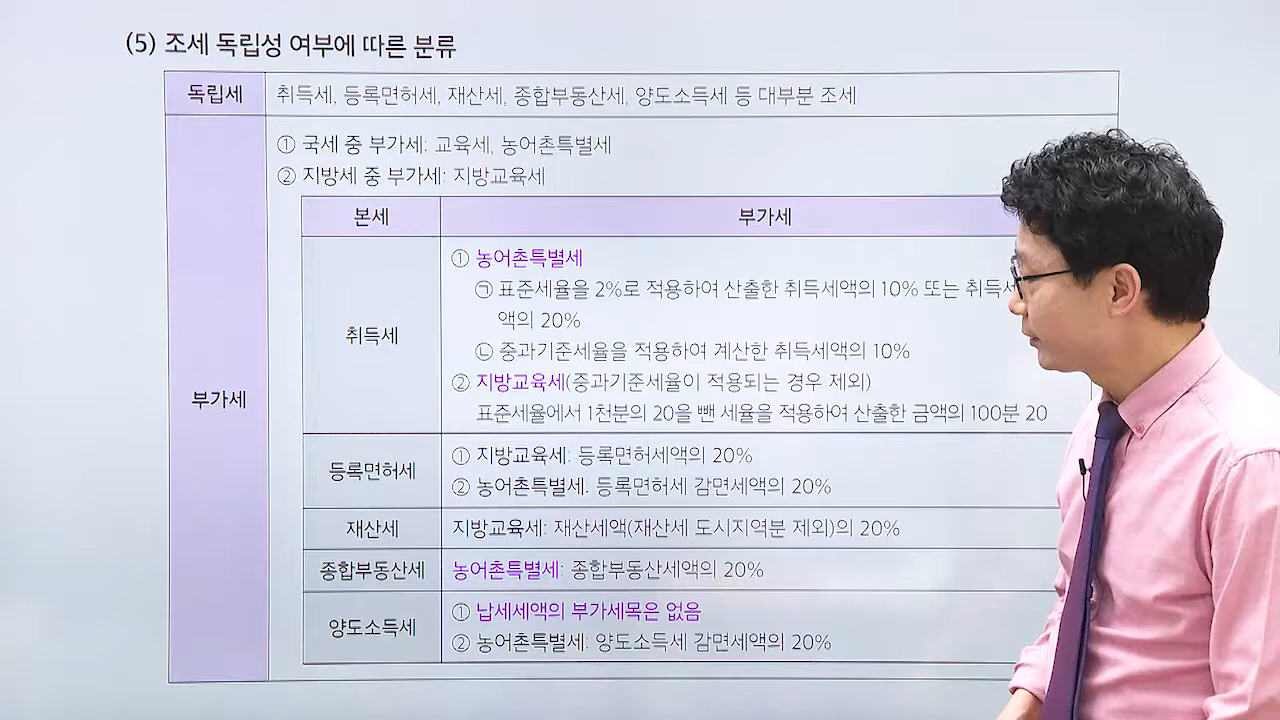 (5) 조세 독립성 여부에 따른 분류
독립세
취득세, 등록면허세, 재산세, 종합부동산세, 양도소득세 등 대부분 조세
부가세
① 국세 중 부가세: 교육세, 농어촌특별세
② 지방세 중 부가세: 지방교육세
본세
부가세
취득세
① 농어촌특별세
㉠ 표준세율을 2%로 적용하여 산출한 취득세액의 10% 또는 취득세
액의 20%
㉡ 중과기준세율을 적용하여 계산한 취득세액의 10%
② 지방교육세(중과기준세율이 적용되는 경우 제외)
표준세율에서 1천분의 20을 뺀 세율을 적용하여 산출한 금액의 100분 20
등록면허세
① 지방교육세: 등록면허세액의 20%
② 농어촌특별세: 등록면허세 감면세액의 20%
재산세
지방교육세: 재산세액(재산세 도시지역분 제외)의 20%
종합부동산세
농어촌특별세: 종합부동산세액의 20%
양도소득세
① 납세세액의 부가세목은 없음
② 농어촌특별세: 양도소득세 감면세액의 20%